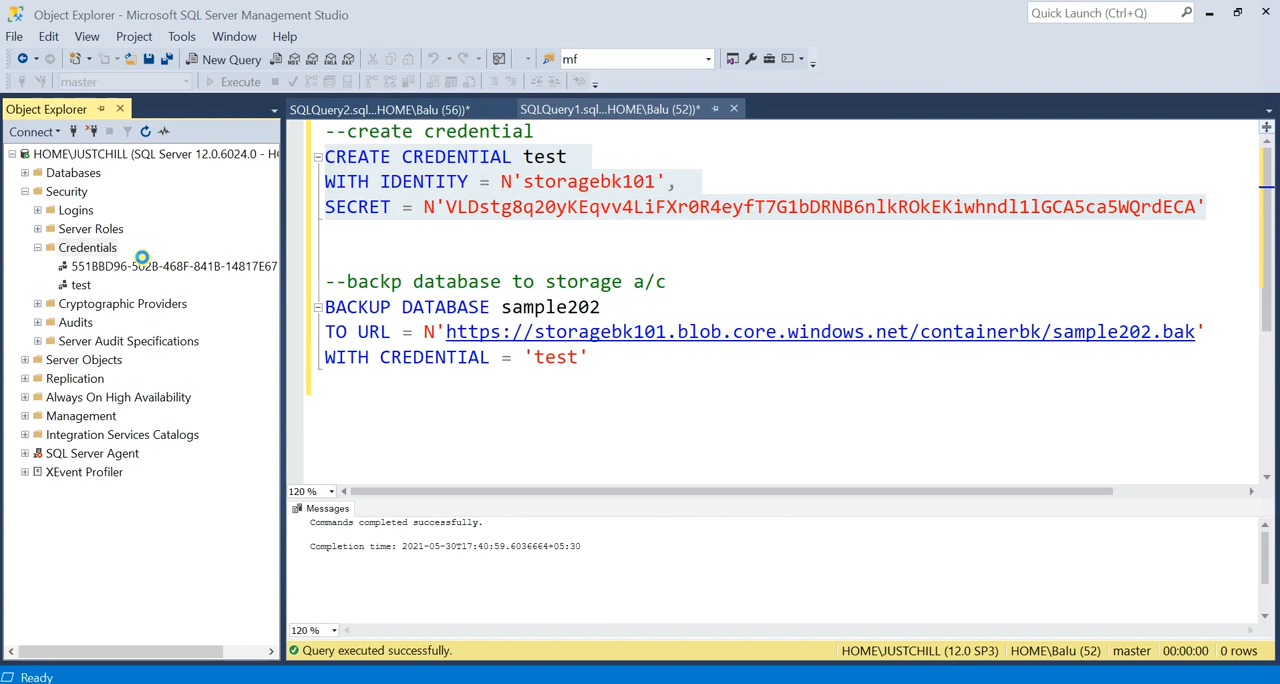 Object Explorer - Microsoft SQL Server Management Studio
Quick Launch (Ctrl+Q)
File Edit View Project Tools Window Help
New Query
mf
master
Execute
Object Explorer
SQLQuery2.sql...HOME\Balu (56))*
SQLQuery1.sql...HOME\Balu (52))*
Connect
HOME\JUSTCHILL (SQL Server 12.0.6024.0 - H
Databases
Security
Logins
Server Roles
Credentials
551BBD96-502B-468F-841B-14817E67
test
Cryptographic Providers
Audits
Server Audit Specifications
Server Objects
Replication
Always On High Availability
Management
Integration Services Catalogs
SQL Server Agent
XEvent Profiler
--create credential
CREATE CREDENTIAL test
WITH IDENTITY = N'storagebk101',
SECRET = N'VLDstg8q20yKEqvv4LiFXr0R4eyfT7G1bDRNB6nlkROkEKiwhndl1lGCA5ca5WQrdECA'
--backp database to storage a/c
BACKUP DATABASE sample202
TO URL = N'https://storagebk101.blob.core.windows.net/containerbk/sample202.bak'
WITH CREDENTIAL = 'test'
120 %
Messages
Commands completed successfully.
Completion time: 2021-05-30T17:40:59.6036664+05:30
120 %
Query executed successfully.
HOME\JUSTCHILL (12.0 SP3)
HOME\Balu (52)
master
00:00:00
0 rows
Ready